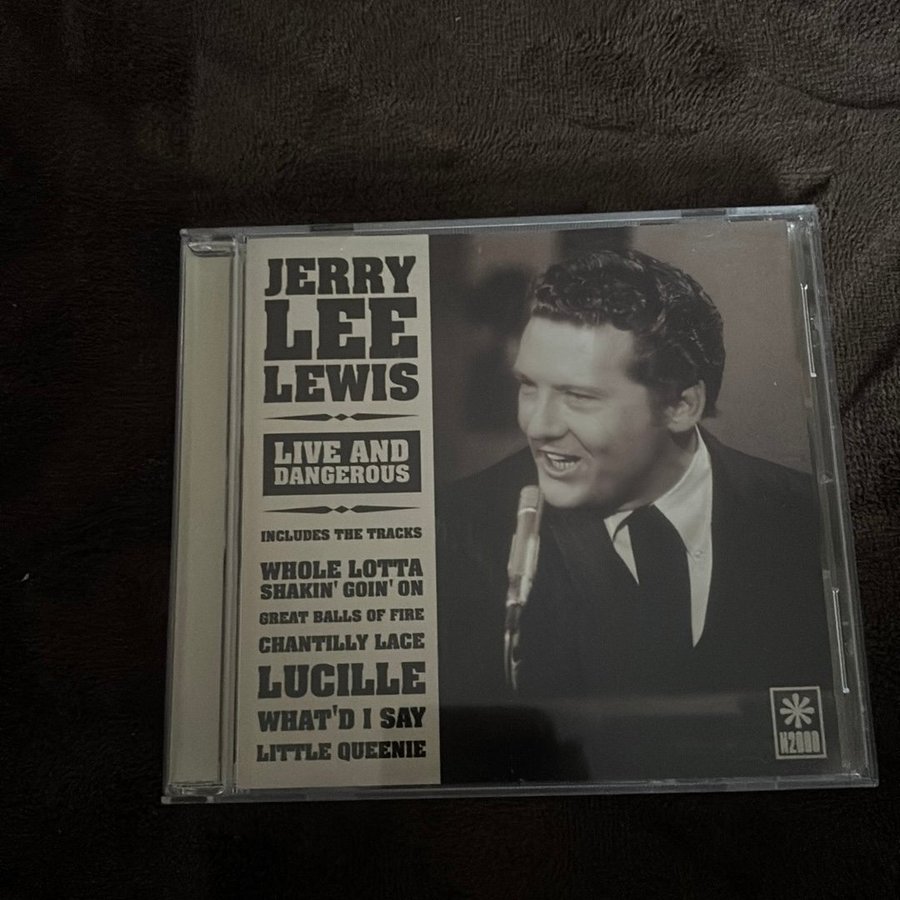 JERRY
LEE
LEWIS
LIVE AND
DANGEROUS
INCLUDES THE TRACKS
WHOLE LOTTA
SHAKIN' GOIN' ON
GREAT BALLS OF FIRE
CHANTILLY LACE
LUCILLE
WHAT'D I SAY
LITTLE QUEENIE
N2000